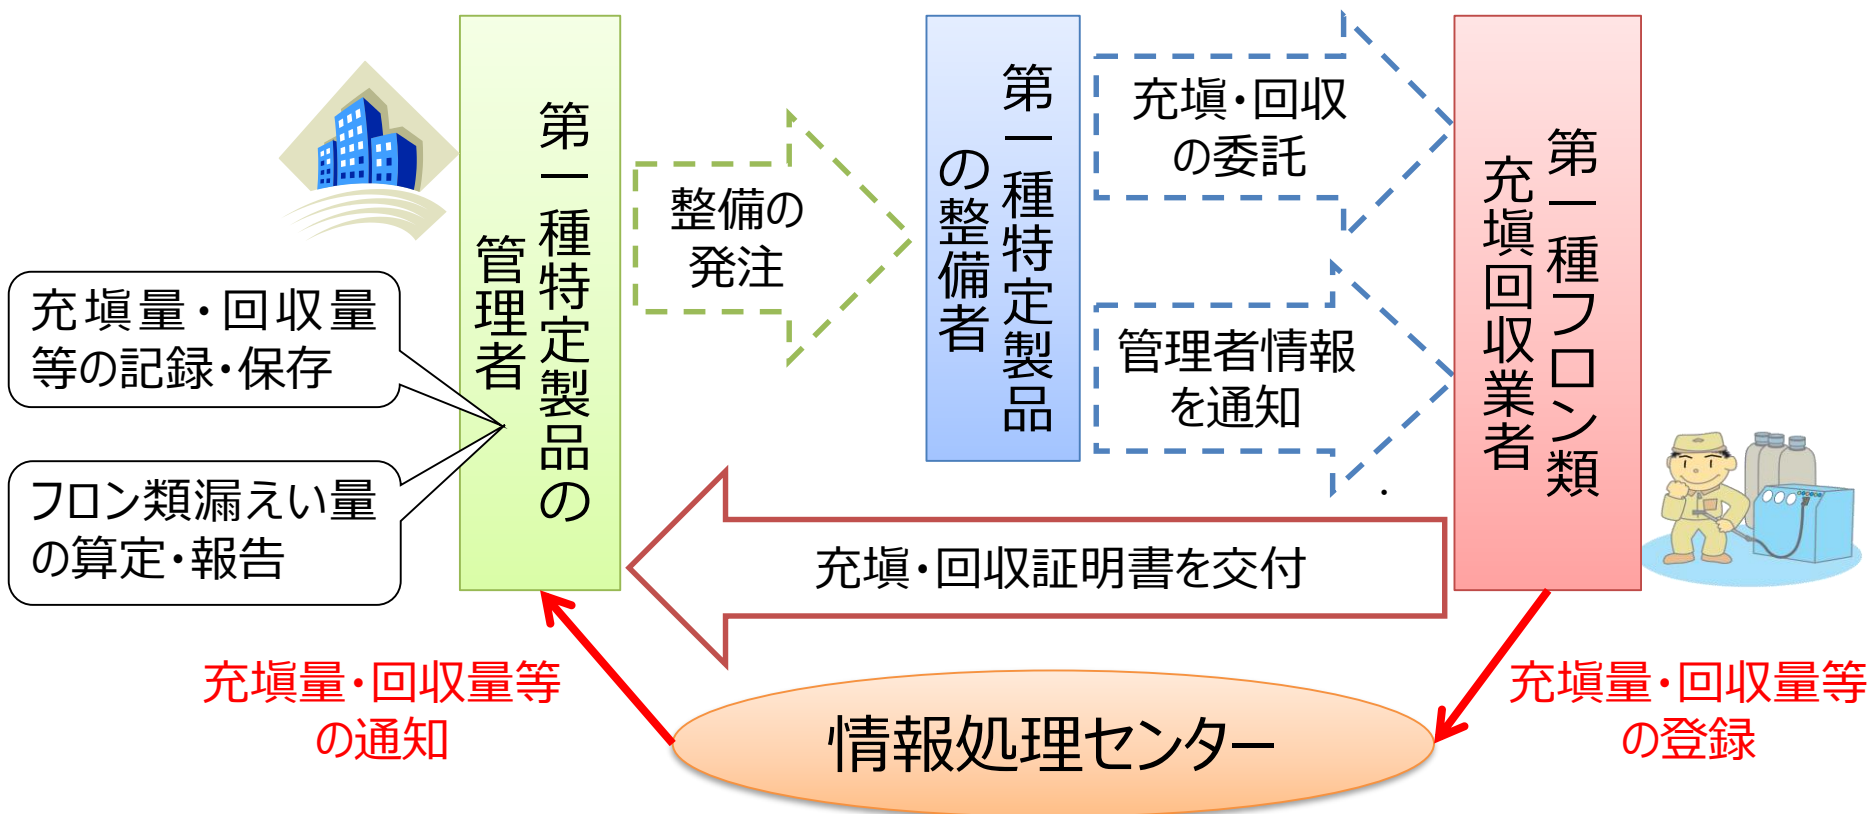 第一種特定製品の
管理者
充塡量・回収量
等の記録・保存
フロン類漏えい量
の算定・報告
整備の
発注
第一種特定製品
の整備者
充塡・回収
の委託
管理者情報
を通知
.
第一種フロン類
充塡回収業者
充塡・回収証明書を交付
充塡量・回収量等
の通知
情報処理センター
充塡量・回収量等
の登録